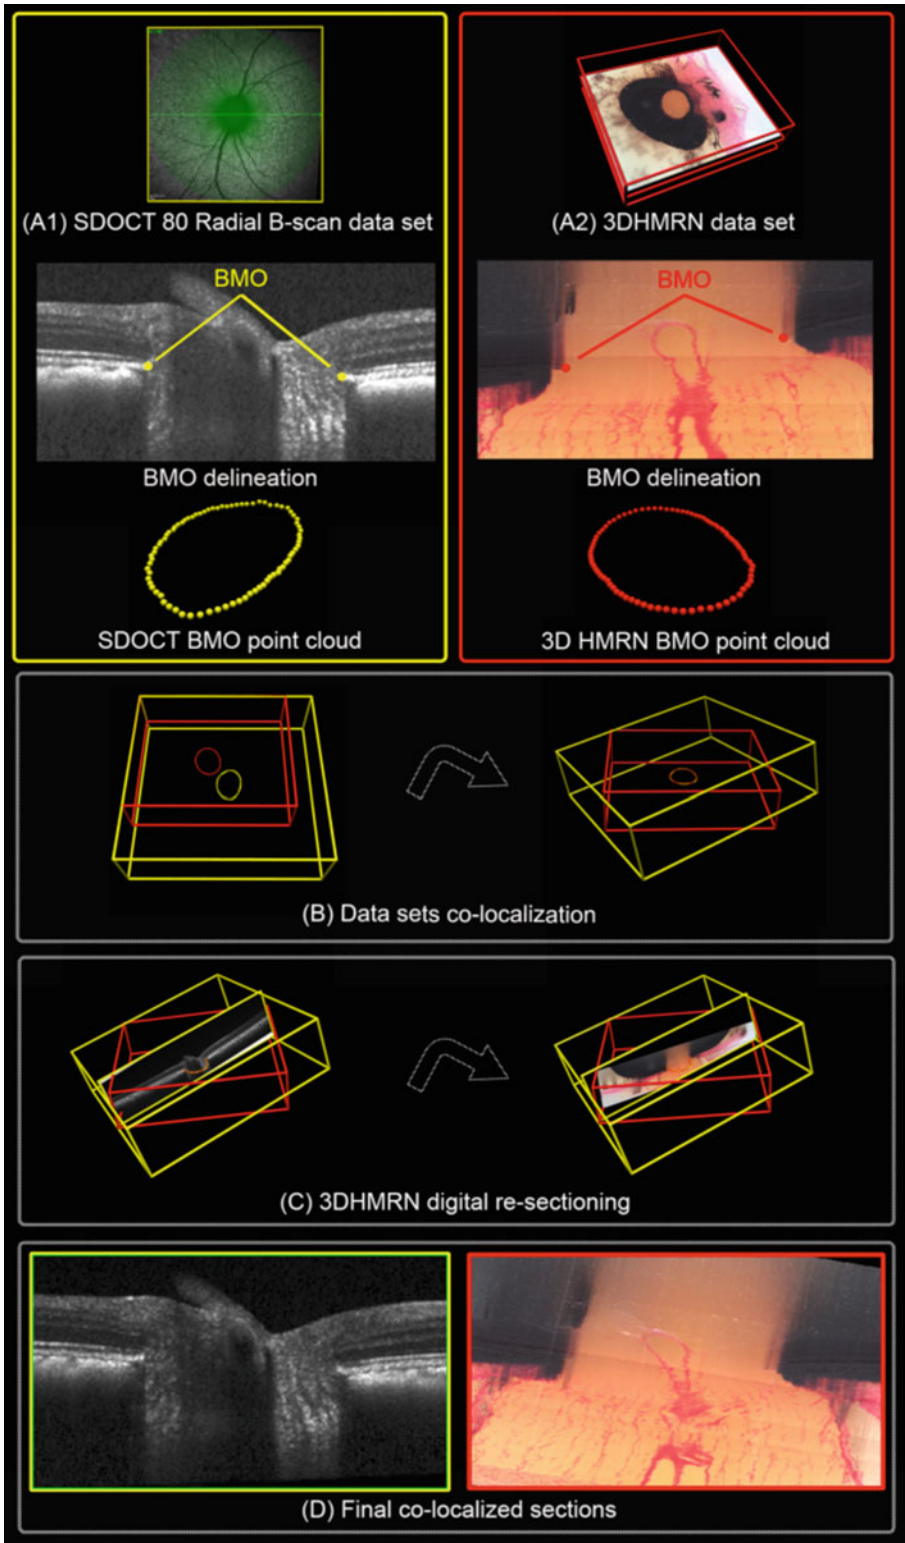 (A1) SDOCT 80 Radial B-scan data set
(A2) 3DHMRN data set
BMO
BMO
BMO delineation
BMO delineation
SDOCT BMO point cloud
3D HMRN BMO point cloud
(B) Data sets co-localization
(C) 3DHMRN digital re-sectioning
(D) Final co-localized sections